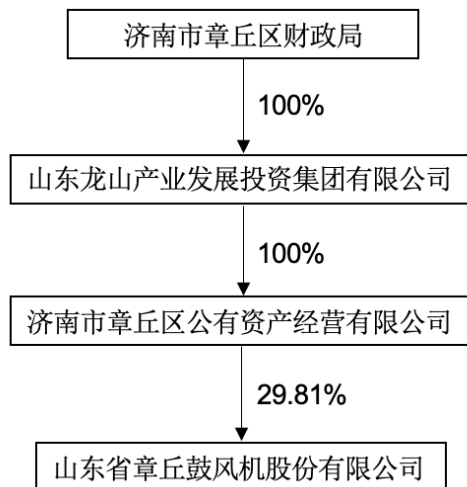 济南市章丘区财政局
100%
山东龙山产业发展投资集团有限公司
100%
济南市章丘区公有资产经营有限公司
29.81%
山东省章丘鼓风机股份有限公司